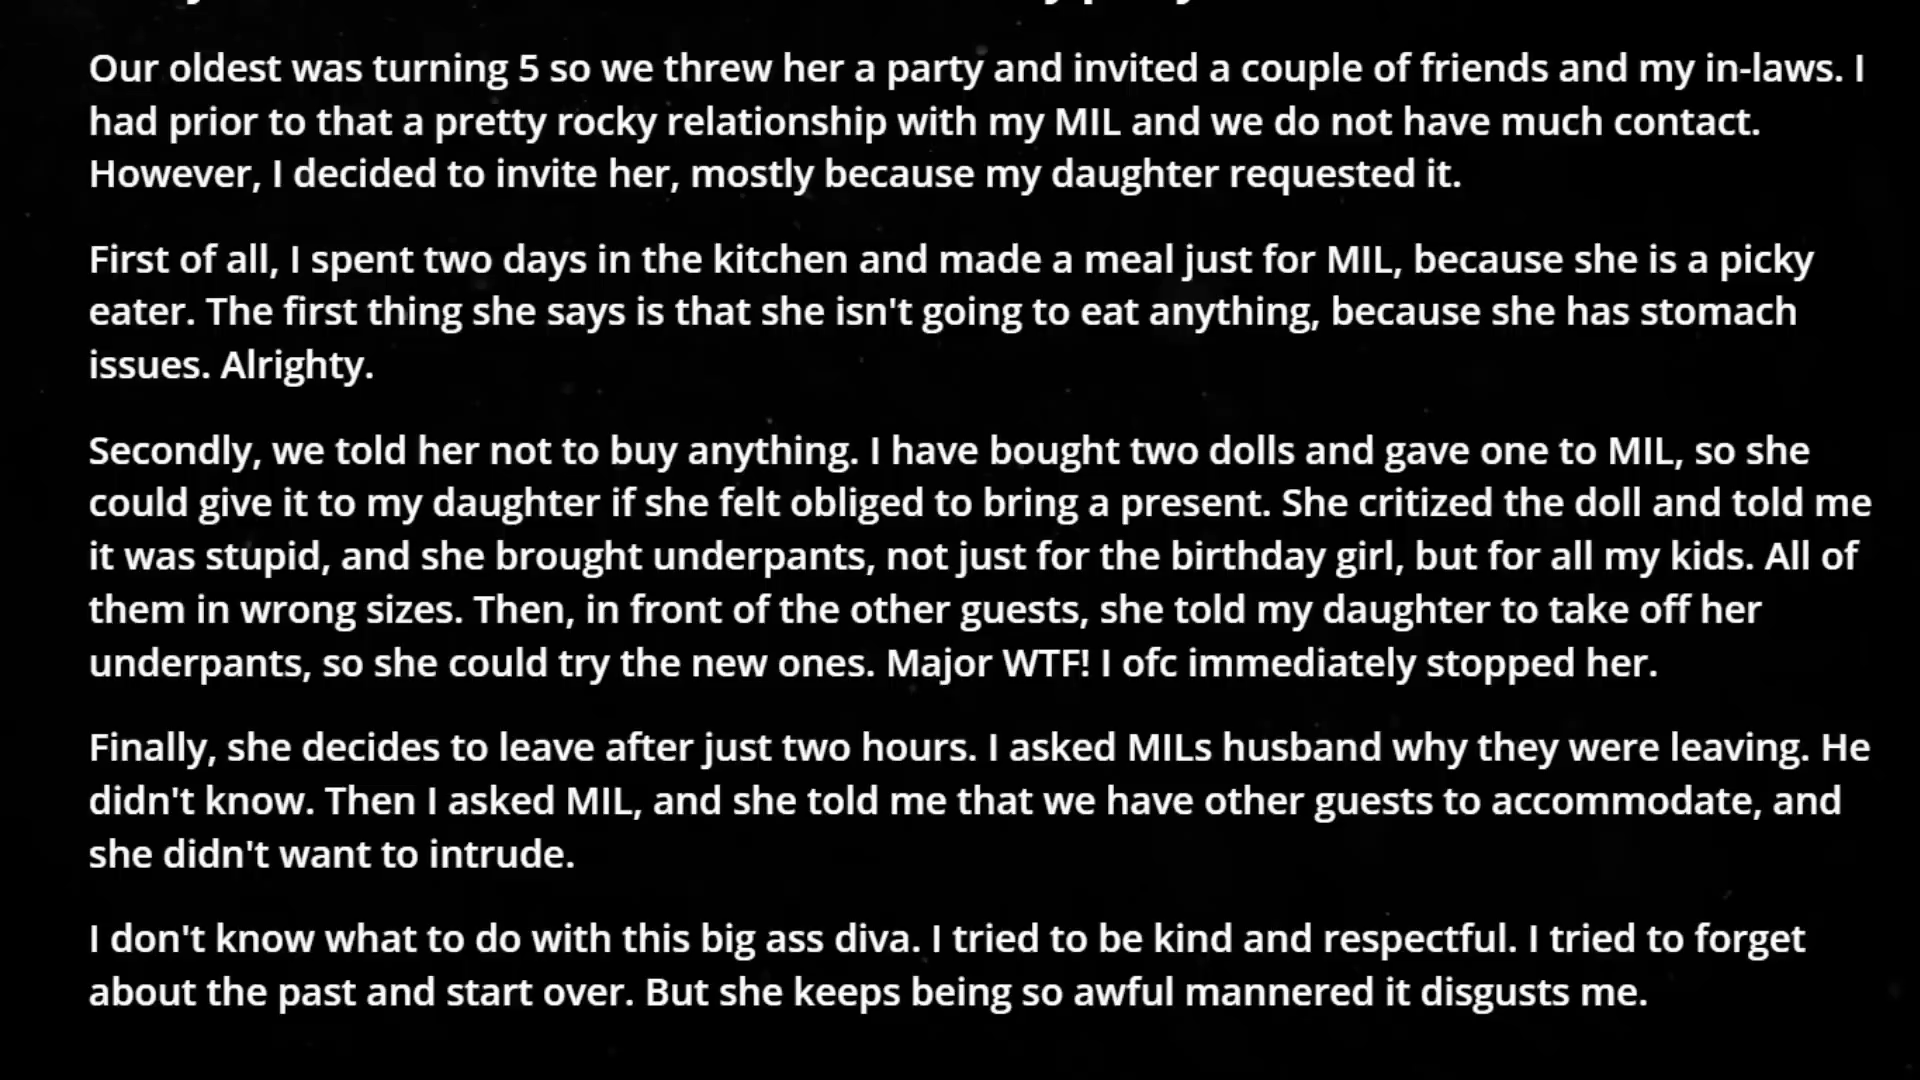 Our oldest was turning 5 so we threw her a party and invited a couple of friends and my in-laws. I
had prior to that a pretty rocky relationship with my MIL and we do not have much contact.
However, I decided to invite her, mostly because my daughter requested it.
First of all, I spent two days in the kitchen and made a meal just for MIL, because she is a picky
eater. The first thing she says is that she isn't going to eat anything, because she has stomach
issues. Alrighty.
Secondly, we told her not to buy anything. I have bought two dolls and gave one to MIL, so she
could give it to my daughter if she felt obliged to bring a present. She critized the doll and told me
it was stupid, and she brought underpants, not just for the birthday girl, but for all my kids. All of
them in wrong sizes. Then, in front of the other guests, she told my daughter to take off her
underpants, so she could try the new ones. Major WTF! I ofc immediately stopped her.
Finally, she decides to leave after just two hours. I asked MILs husband why they were leaving. He
didn't know. Then I asked MIL, and she told me that we have other guests to accommodate, and
she didn't want to intrude.
I don't know what to do with this big ass diva. I tried to be kind and respectful. I tried to forget
about the past and start over. But she keeps being so awful mannered it disgusts me.